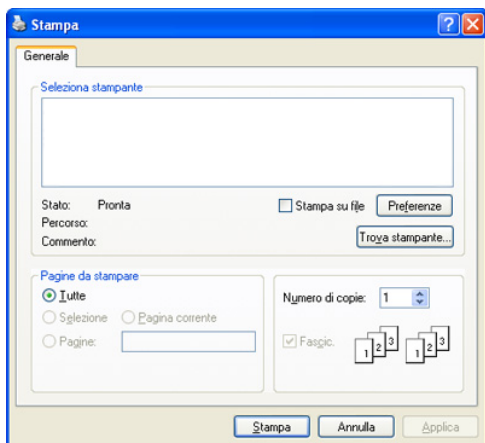 Stampa
Generale
Seleziona stampante
Stato: Pronta
Percorso:
Commento:
Stampa su file
Preferenze
Trova stampante...
Pagine da stampare
Tutte
Selezione
Pagina corrente
Pagine:
Numero di copie: 1
Fascic.
1 2 3 1 2 3
Stampa
Annulla
Applica